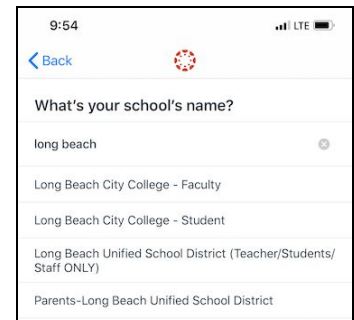 9:54
LTE
Back
What's your school's name?
long beach
Long Beach City College - Faculty
Long Beach City College - Student
Long Beach Unified School District (Teacher/Students/
Staff ONLY)
Parents-Long Beach Unified School District